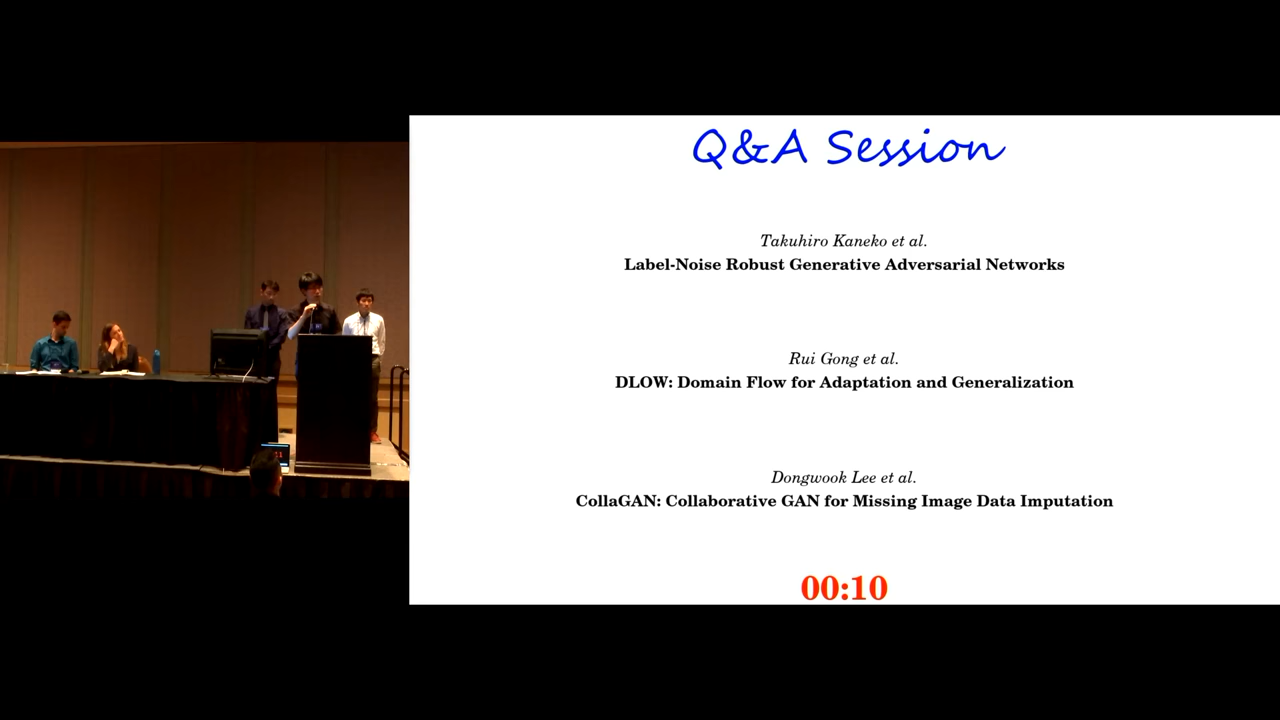 Q&A Session
Takuhiro Kaneko et al.
Label-Noise Robust Generative Adversarial Networks
Rui Gong et al.
DLOW: Domain Flow for Adaptation and Generalization
Dongwook Lee et al.
CollaGAN: Collaborative GAN for Missing Image Data Imputation
00:10